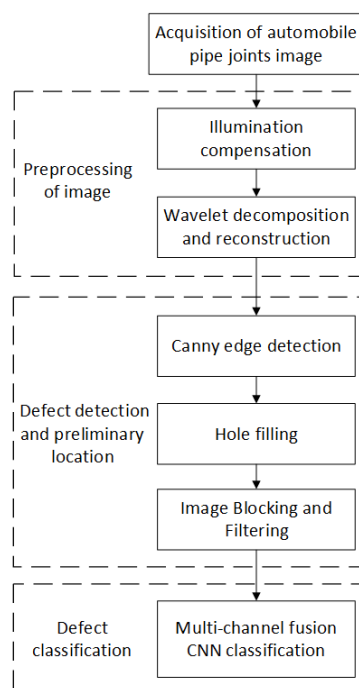 Acquisition of automobile
pipe joints image
Preprocessing
of image
Illumination
compensation
Wavelet decomposition
and reconstruction
Defect detection
and preliminary
location
Canny edge detection
Hole filling
Image Blocking and
Filtering
Defect
classification
Multi-channel fusion
CNN classification